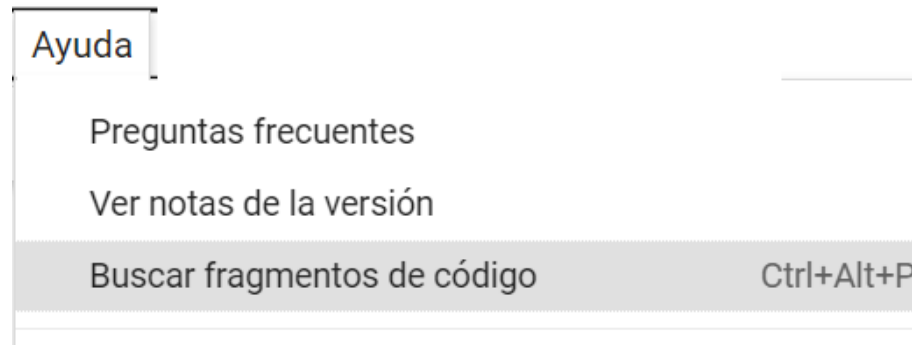 Ayuda
Preguntas frecuentes
Ver notas de la versión
Buscar fragmentos de código Ctrl+Alt+P